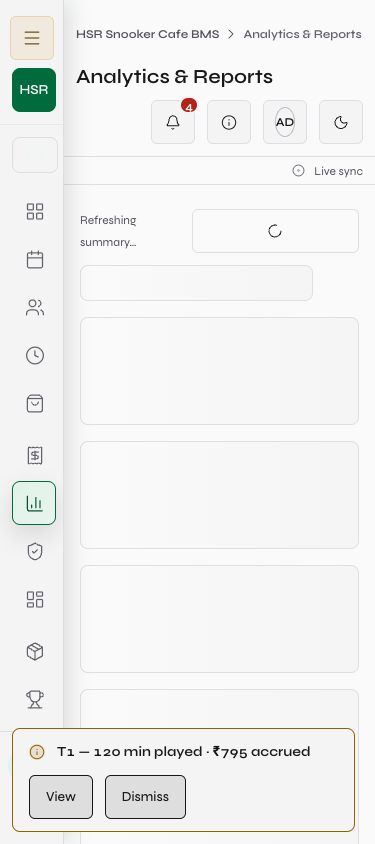 HSR Snooker Cafe BMS > Analytics & Reports
HSR
Analytics & Reports
4
AD
Live sync
Refreshing
summary...
T1 — 120 min played · ₹795 accrued
View
Dismiss